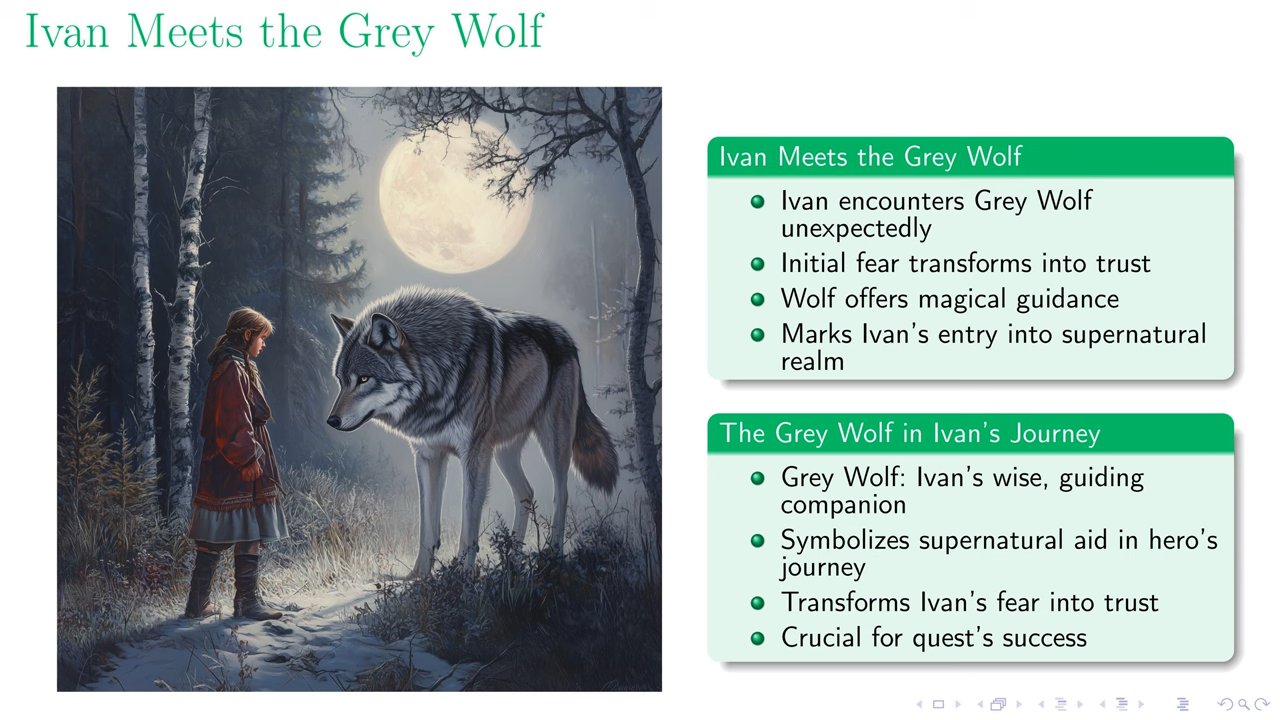 Ivan Meets the Grey Wolf
Ivan Meets the Grey Wolf
Ivan encounters Grey Wolf
unexpectedly
Initial fear transforms into trust
Wolf offers magical guidance
Marks Ivan's entry into supernatural
realm
The Grey Wolf in Ivan's Journey
Grey Wolf: Ivan's wise, guiding
companion
Symbolizes supernatural aid in hero's
journey
Transforms Ivan's fear into trust
Crucial for quest's success